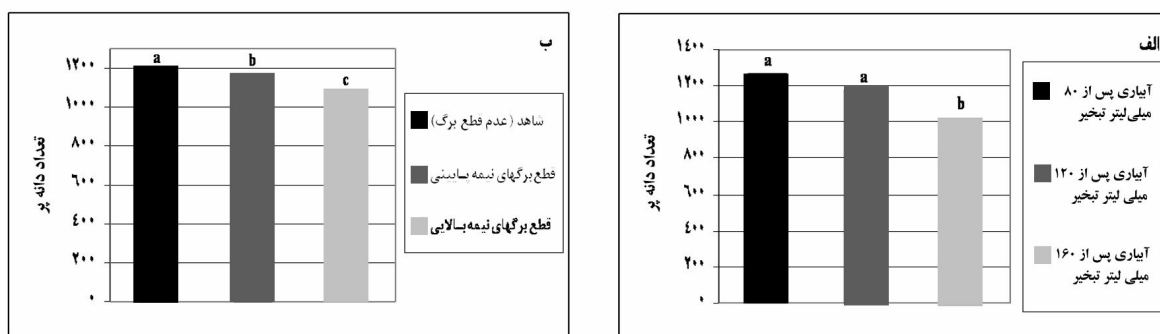 الف
تعداد دانه پر
۱۴۰۰
۱۲۰۰
۱۰۰۰
۸۰۰
۶۰۰
۴۰۰
۲۰۰
۰
a
a
b
آبیاری پس از ۸۰
میلی‌لیتر تبخیر
آبیاری پس از ۱۲۰
میلی لیتر تبخیر
آبیاری پس از ۱۶۰
میلی لیتر تبخیر
ب
تعداد دانه پر
۱۲۰۰
۱۰۰۰
۸۰۰
۶۰۰
۴۰۰
۲۰۰
۰
a
b
c
شاهد (عدم قطع برگ)
قطع برگهای نیمه پایینی
قطع برگهای نیمه بالایی